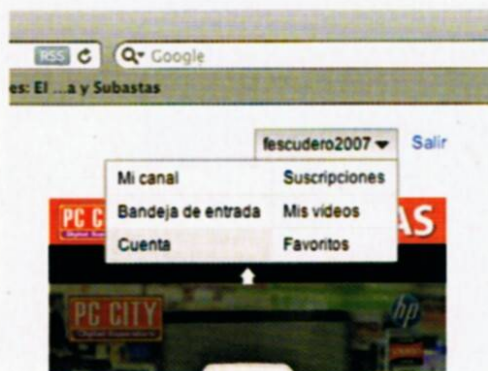 RSS Google
es: El ...a y Subastas
fescudero2007 Salir
Mi canal Suscripciones
Bandeja de entrada Mis vídeos
Cuenta Favoritos
PC C AS
PC CITY hp